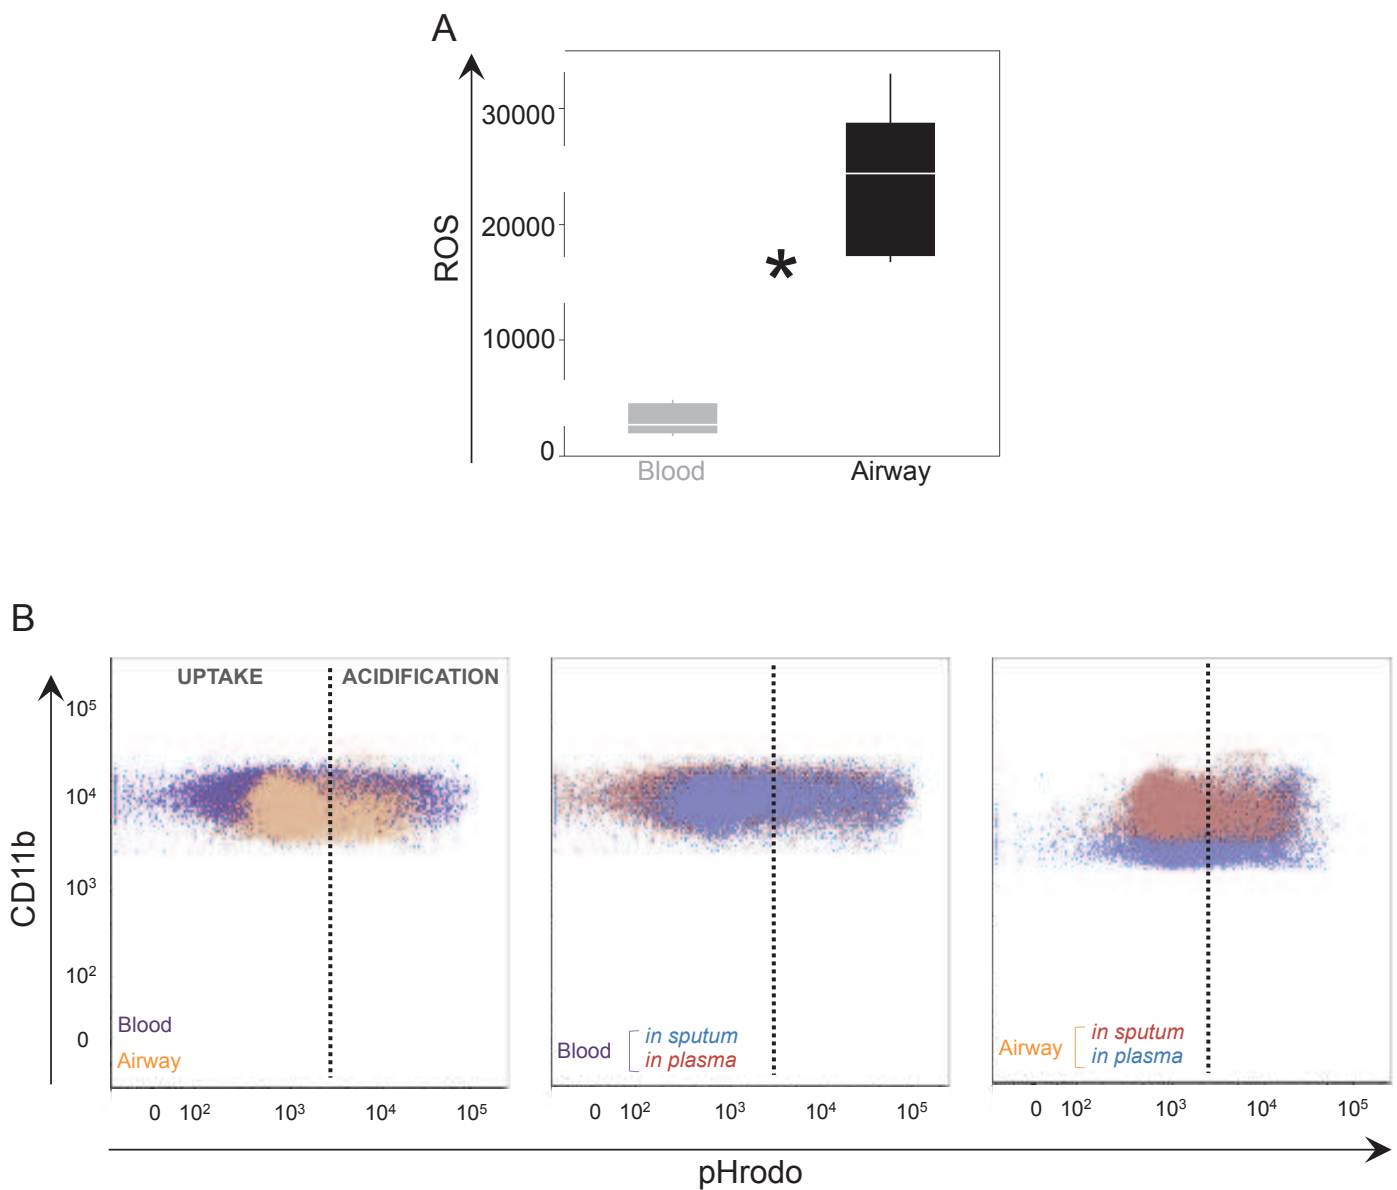 A
ROS
30000
20000
10000
0
*
Blood
Airway
B
CD11b
10⁵
10⁴
10³
10²
0
UPTAKE
ACIDIFICATION
Blood
Airway
0 10² 10³ 10⁴ 10⁵
Blood
in sputum
in plasma
0 10² 10³ 10⁴ 10⁵
Airway
in sputum
in plasma
0 10² 10³ 10⁴ 10⁵
pHrodo